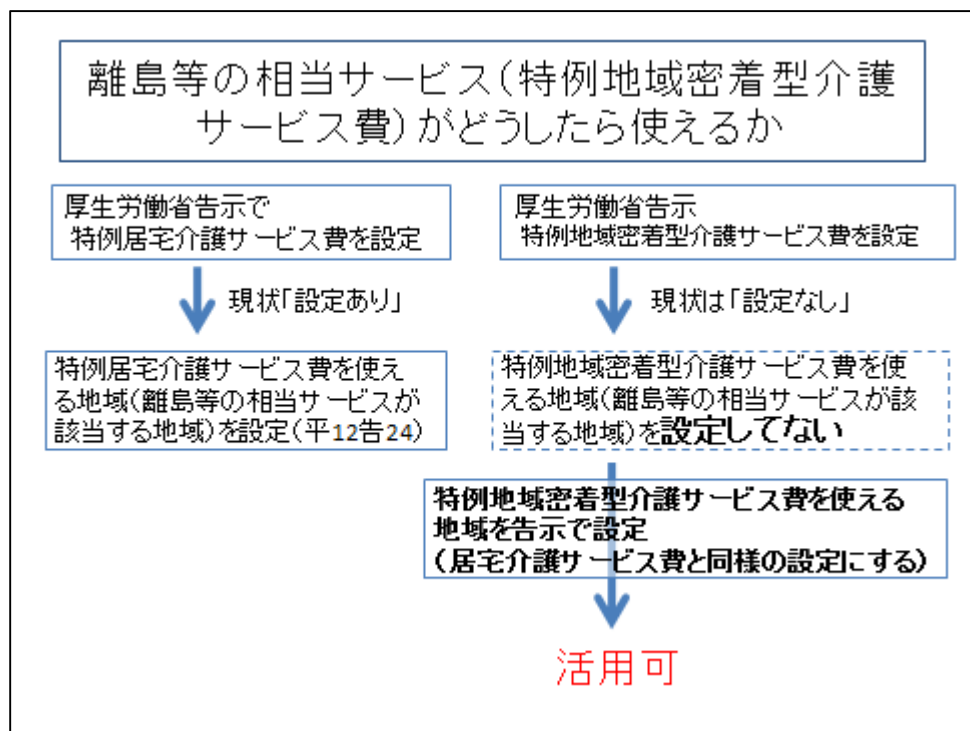 離島等の相当サービス(特例地域密着型介護
サービス費)がどうしたら使えるか
厚生労働省告示で
特例居宅介護サービス費を設定
現状「設定あり」
特例居宅介護サービス費を使え
る地域(離島等の相当サービスが
該当する地域)を設定(平12告24)
厚生労働省告示
特例地域密着型介護サービス費を設定
現状は「設定なし」
特例地域密着型介護サービス費を使
える地域(離島等の相当サービスが該
当する地域)を設定してない
特例地域密着型介護サービス費を使える
地域を告示で設定
(居宅介護サービス費と同様の設定にする)
活用可